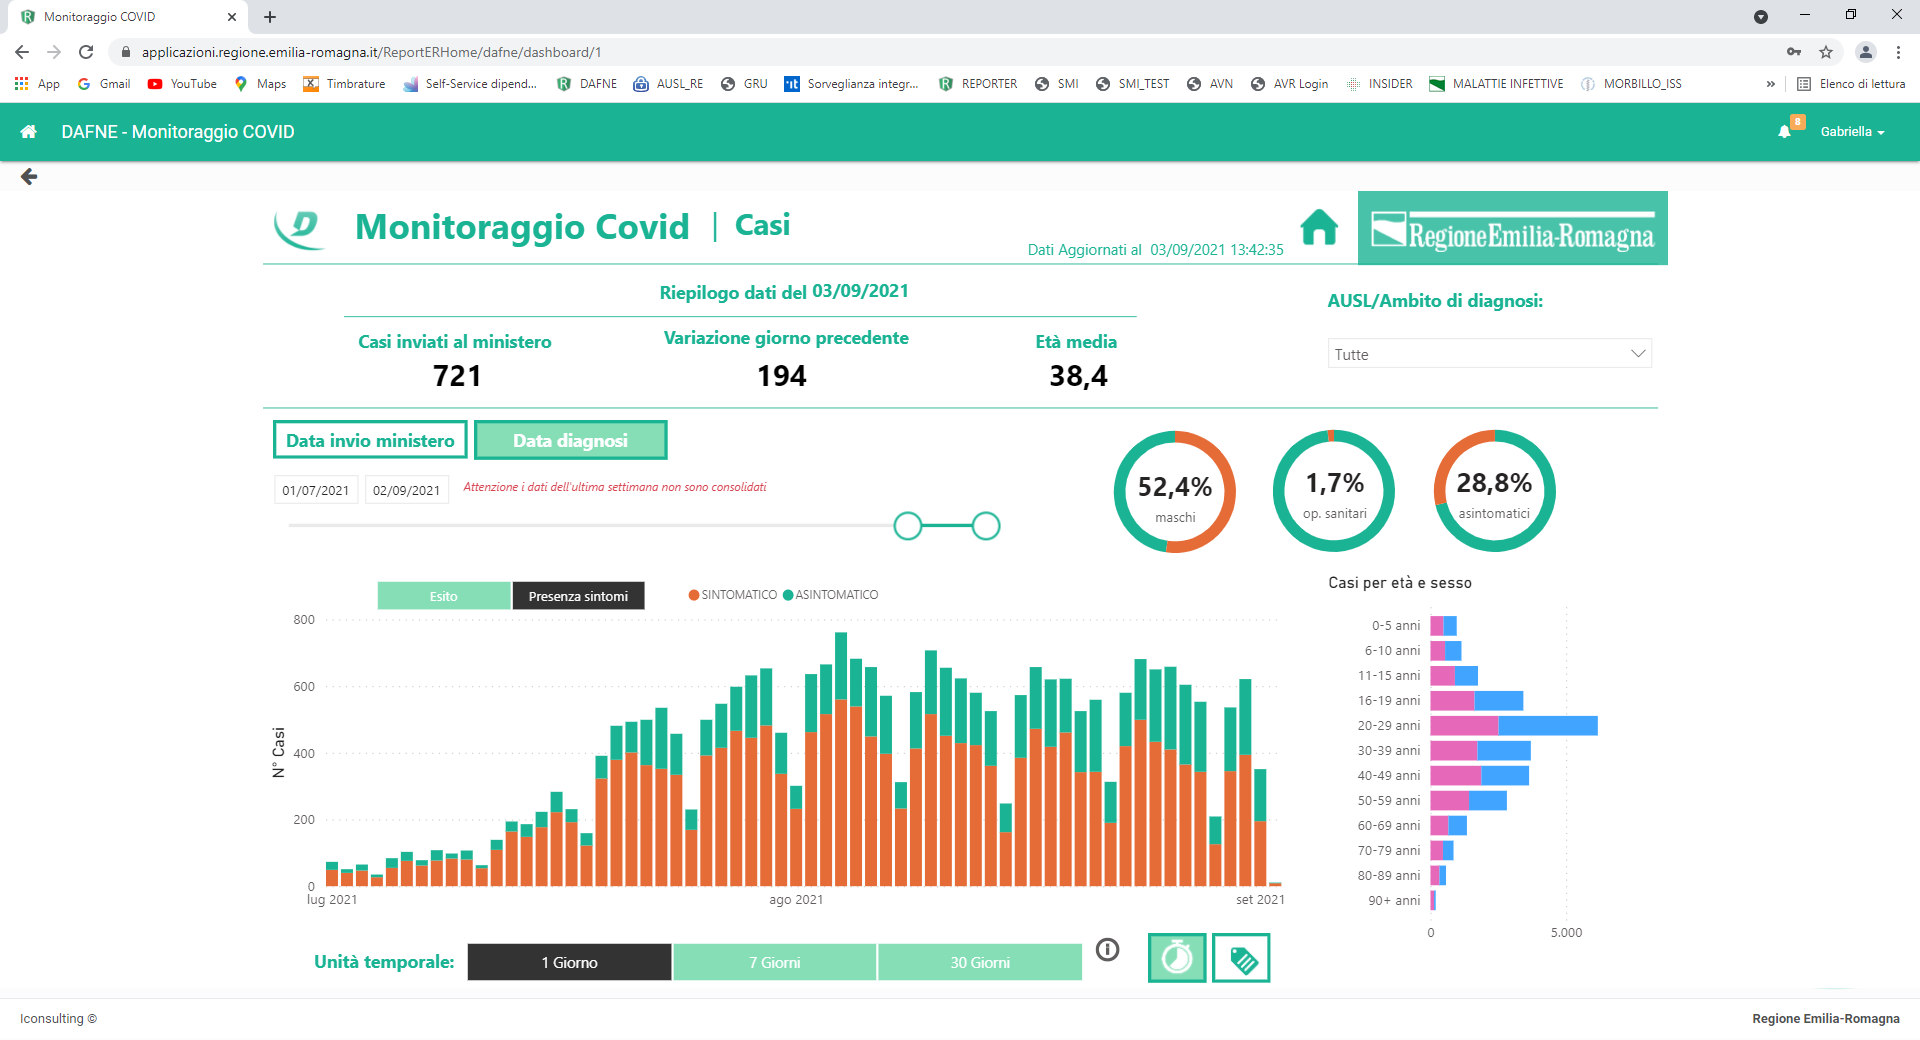 Monitoraggio COVID
applicazioni.regione.emilia-romagna.it/ReportERHome/dafne/dashboard/1
App Gmail YouTube Maps Timbrature Self-Service dipend... DAFNE AUSL_RE GRU Sorveglianza integr... REPORTER SMI SMI_TEST AVN AVR Login INSIDER MALATTIE INFETTIVE MORBILLO_ISS » Elenco di lettura
DAFNE - Monitoraggio COVID
8
Gabriella
Monitoraggio Covid | Casi
Dati Aggiornati al 03/09/2021 13:42:35
RegioneEmilia-Romagna
Riepilogo dati del 03/09/2021
AUSL/Ambito di diagnosi:
Casi inviati al ministero Variazione giorno precedente Età media
721 194 38,4
Tutte
Data invio ministero Data diagnosi
01/07/2021 02/09/2021 Attenzione i dati dell'ultima settimana non sono consolidati
52,4% 1,7% 28,8%
maschi op. sanitari asintomatici
Esito Presenza sintomi SINTOMATICO ASINTOMATICO
N° Casi
800
600
400
200
0
lug 2021 ago 2021 set 2021
Casi per età e sesso
0-5 anni
6-10 anni
11-15 anni
16-19 anni
20-29 anni
30-39 anni
40-49 anni
50-59 anni
60-69 anni
70-79 anni
80-89 anni
90+ anni
0 5.000
Unità temporale: 1 Giorno 7 Giorni 30 Giorni
Iconsulting © Regione Emilia-Romagna